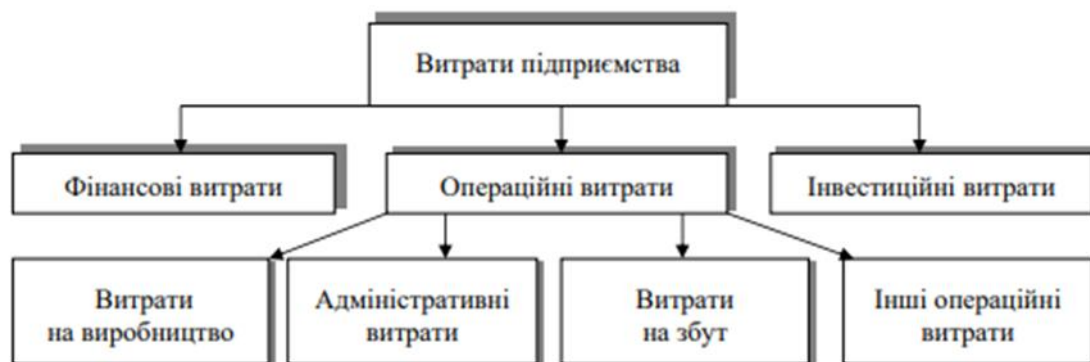 Витрати підприємства
Фінансові витрати
Операційні витрати
Інвестиційні витрати
Витрати
на виробництво
Адміністративні
витрати
Витрати
на збут
Інші операційні
витрати